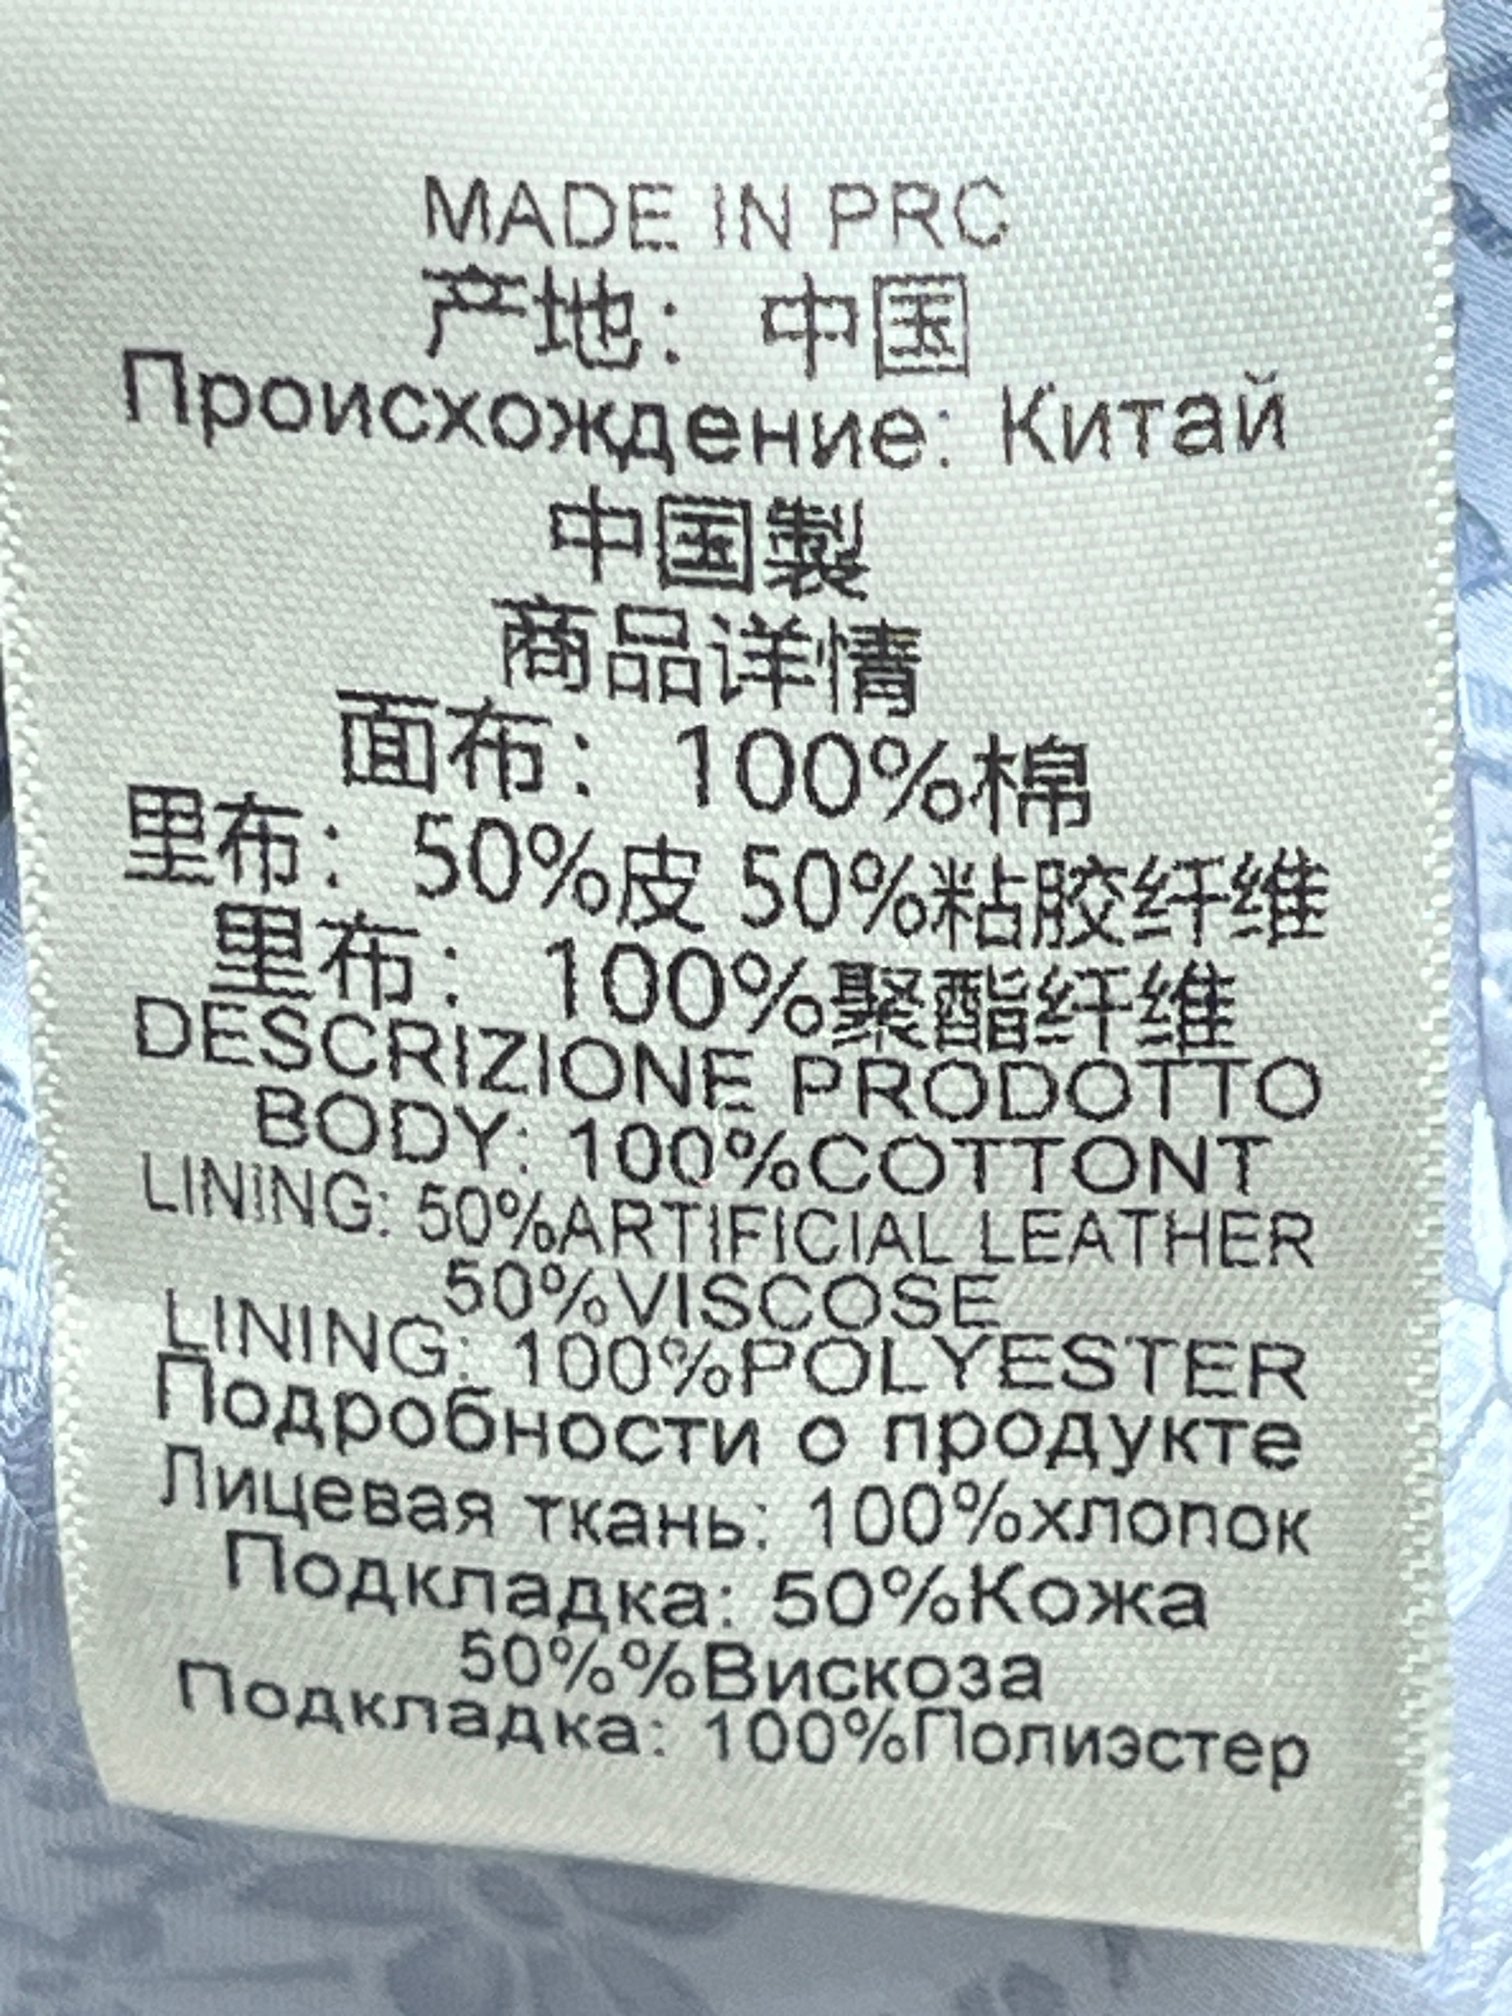 MADE IN PRC
产地：中国
Происхождение: Китай
中国製
商品详情
面布：100%棉
里布：50%皮 50%粘胶纤维
里布：100%聚酯纤维
DESCRIZIONE PRODOTTO
BODY: 100%COTTONT
LINING: 50%ARTIFICIAL LEATHER
50%VISCOSE
LINING: 100%POLYESTER
Подробности о продукте
Лицевая ткань: 100%хлопок
Подкладка: 50%Кожа
50%%Вискоза
Подкладка: 100%Полиэстер